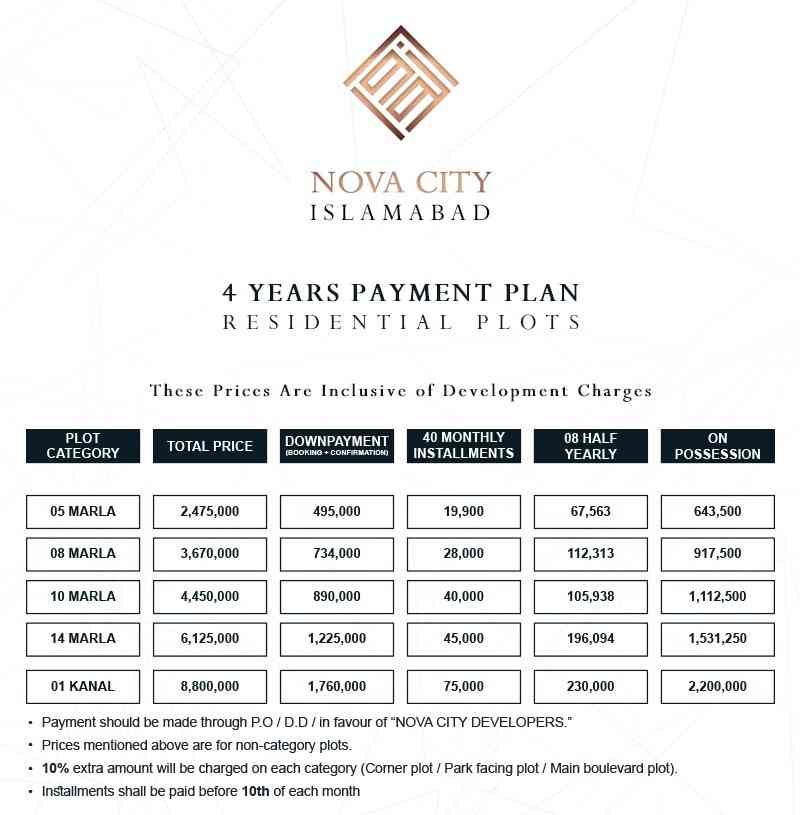 NOVA CITY
ISLAMABAD
4 YEARS PAYMENT PLAN
RESIDENTIAL PLOTS
These Prices Are Inclusive of Development Charges
PLOT CATEGORY TOTAL PRICE DOWNPAYMENT (BOOKING + CONFIRMATION) 40 MONTHLY INSTALLMENTS 08 HALF YEARLY ON POSSESSION
05 MARLA 2,475,000 495,000 19,900 67,563 643,500
08 MARLA 3,670,000 734,000 28,000 112,313 917,500
10 MARLA 4,450,000 890,000 40,000 105,938 1,112,500
14 MARLA 6,125,000 1,225,000 45,000 196,094 1,531,250
01 KANAL 8,800,000 1,760,000 75,000 230,000 2,200,000
• Payment should be made through P.O / D.D / in favour of “NOVA CITY DEVELOPERS.”
• Prices mentioned above are for non-category plots.
• 10% extra amount will be charged on each category (Corner plot / Park facing plot / Main boulevard plot).
• Installments shall be paid before 10th of each month